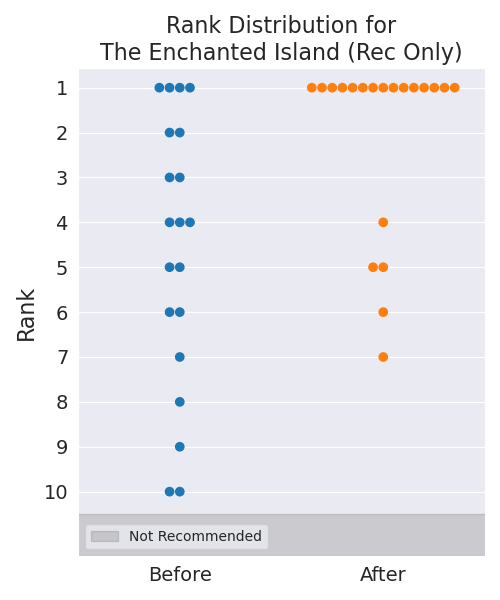 Rank Distribution for
The Enchanted Island (Rec Only)
Rank
1
2
3
4
5
6
7
8
9
10
Not Recommended
Before
After